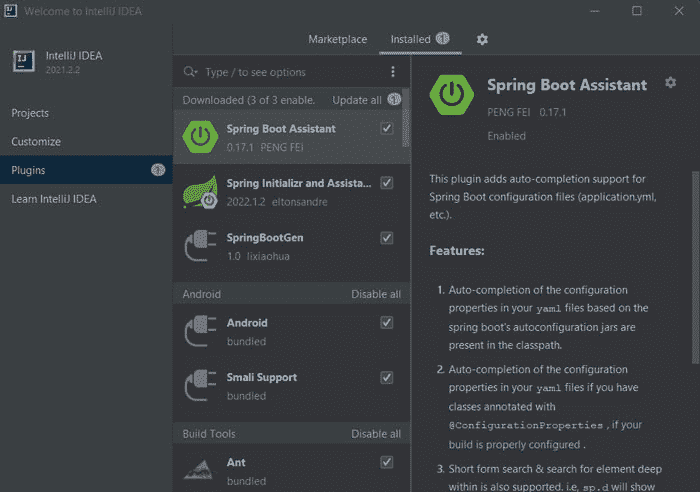 Welcome to IntelliJ IDEA
IntelliJ IDEA
2021.2.2
Projects
Customize
Plugins 1
Learn IntelliJ IDEA
Marketplace Installed 1
Type / to see options
Downloaded (3 of 3 enable. Update all 1
Spring Boot Assistant
0.17.1 PENG FEI
Spring Initializr and Assista...
2022.1.2 eltonsandre
SpringBootGen
1.0 lixiaohua
Android Disable all
Android
bundled
Smali Support
bundled
Build Tools Disable all
Ant
bundled
Spring Boot Assistant
PENG FEI 0.17.1
Enabled
This plugin adds auto-completion support for
Spring Boot configuration files (application.yml,
etc.).
Features:
1. Auto-completion of the configuration
properties in your yaml files based on the
spring boot's autoconfiguration jars are
present in the classpath.
2. Auto-completion of the configuration
properties in your yaml files if you have
classes annotated with
@ConfigurationProperties , if your
build is properly configured .
3. Short form search & search for element deep
within is also supported. i.e, sp.d will show